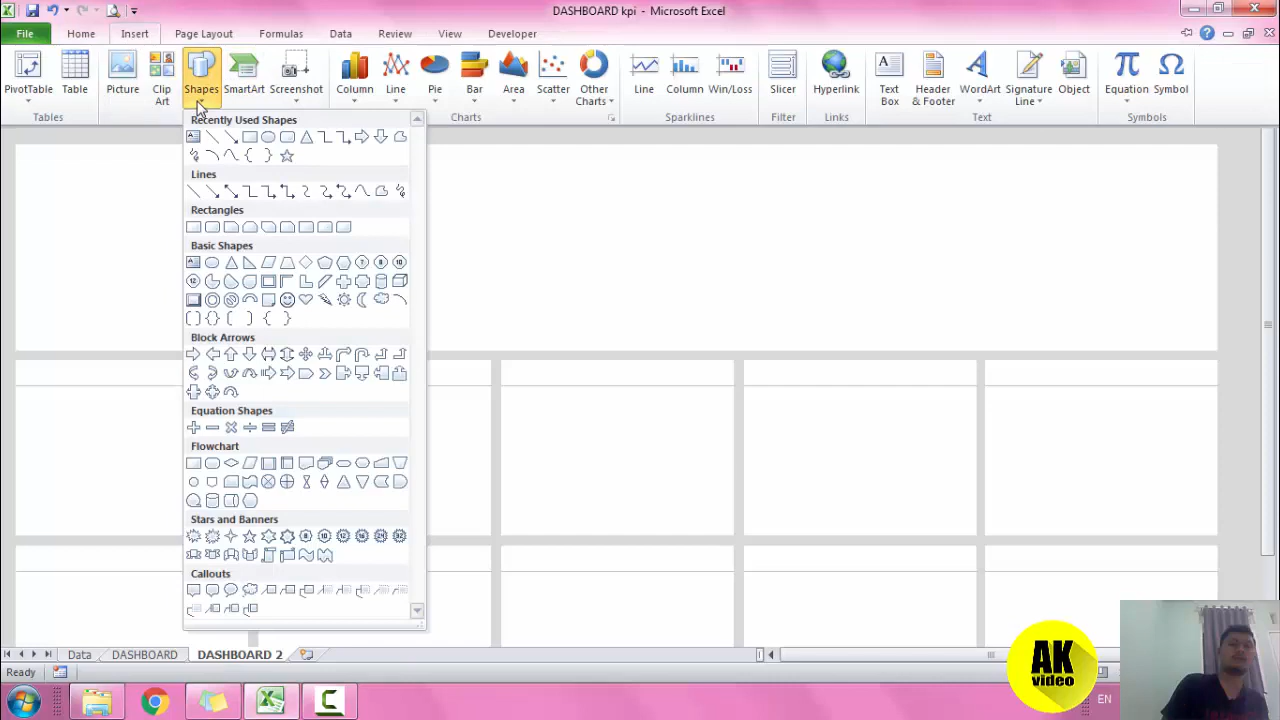 DASHBOARD kpi - Microsoft Excel
File Home Insert Page Layout Formulas Data Review View Developer
PivotTable Table Picture Clip Art Shapes SmartArt Screenshot Column Line Pie Bar Area Scatter Other Charts Line Column Win/Loss Slicer Hyperlink Text Box Header & Footer WordArt Signature Line Object Equation Symbol
Tables Charts Sparklines Filter Links Text Symbols
Recently Used Shapes
Lines
Rectangles
Basic Shapes
Block Arrows
Equation Shapes
Flowchart
Stars and Banners
Callouts
Data DASHBOARD DASHBOARD 2
Ready
AK
video
EN